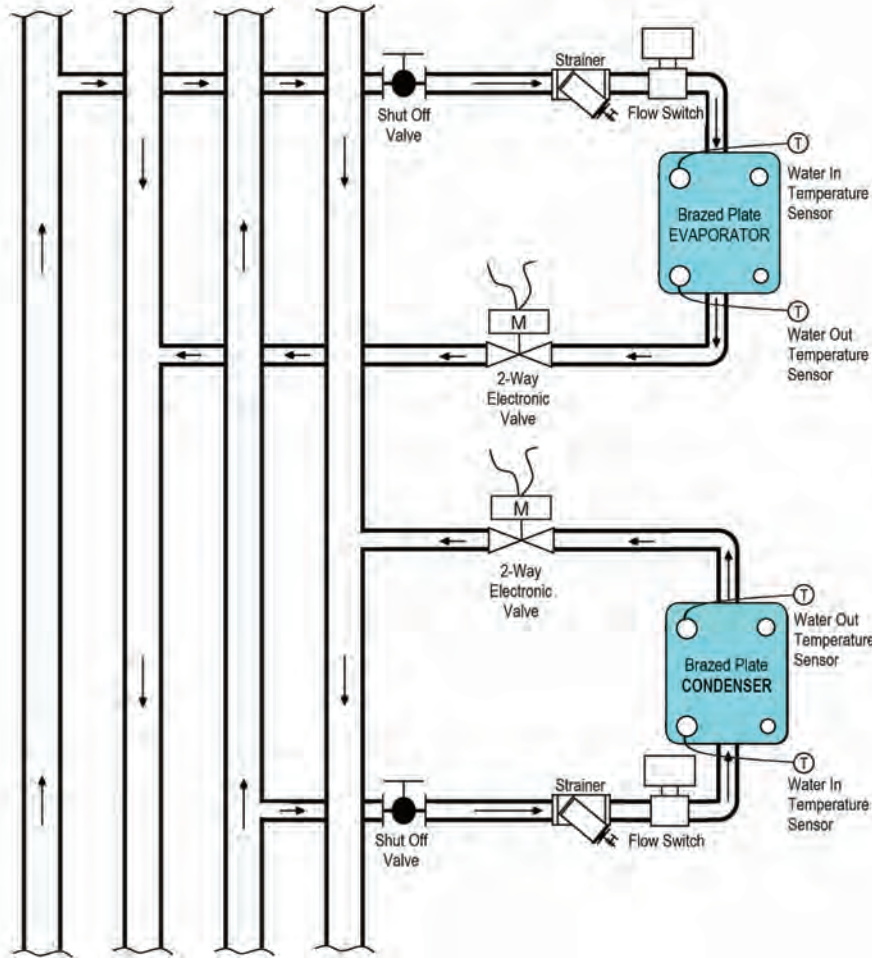 Strainer
Flow Switch
Shut Off
Valve
T
Water In
Temperature
Sensor
Brazed Plate
EVAPORATOR
T
Water Out
Temperature
Sensor
M
2-Way
Electronic
Valve
M
2-Way
Electronic
Valve
T
Water Out
Temperature
Sensor
Brazed Plate
CONDENSER
T
Water In
Temperature
Sensor
Strainer
Flow Switch
Shut Off
Valve